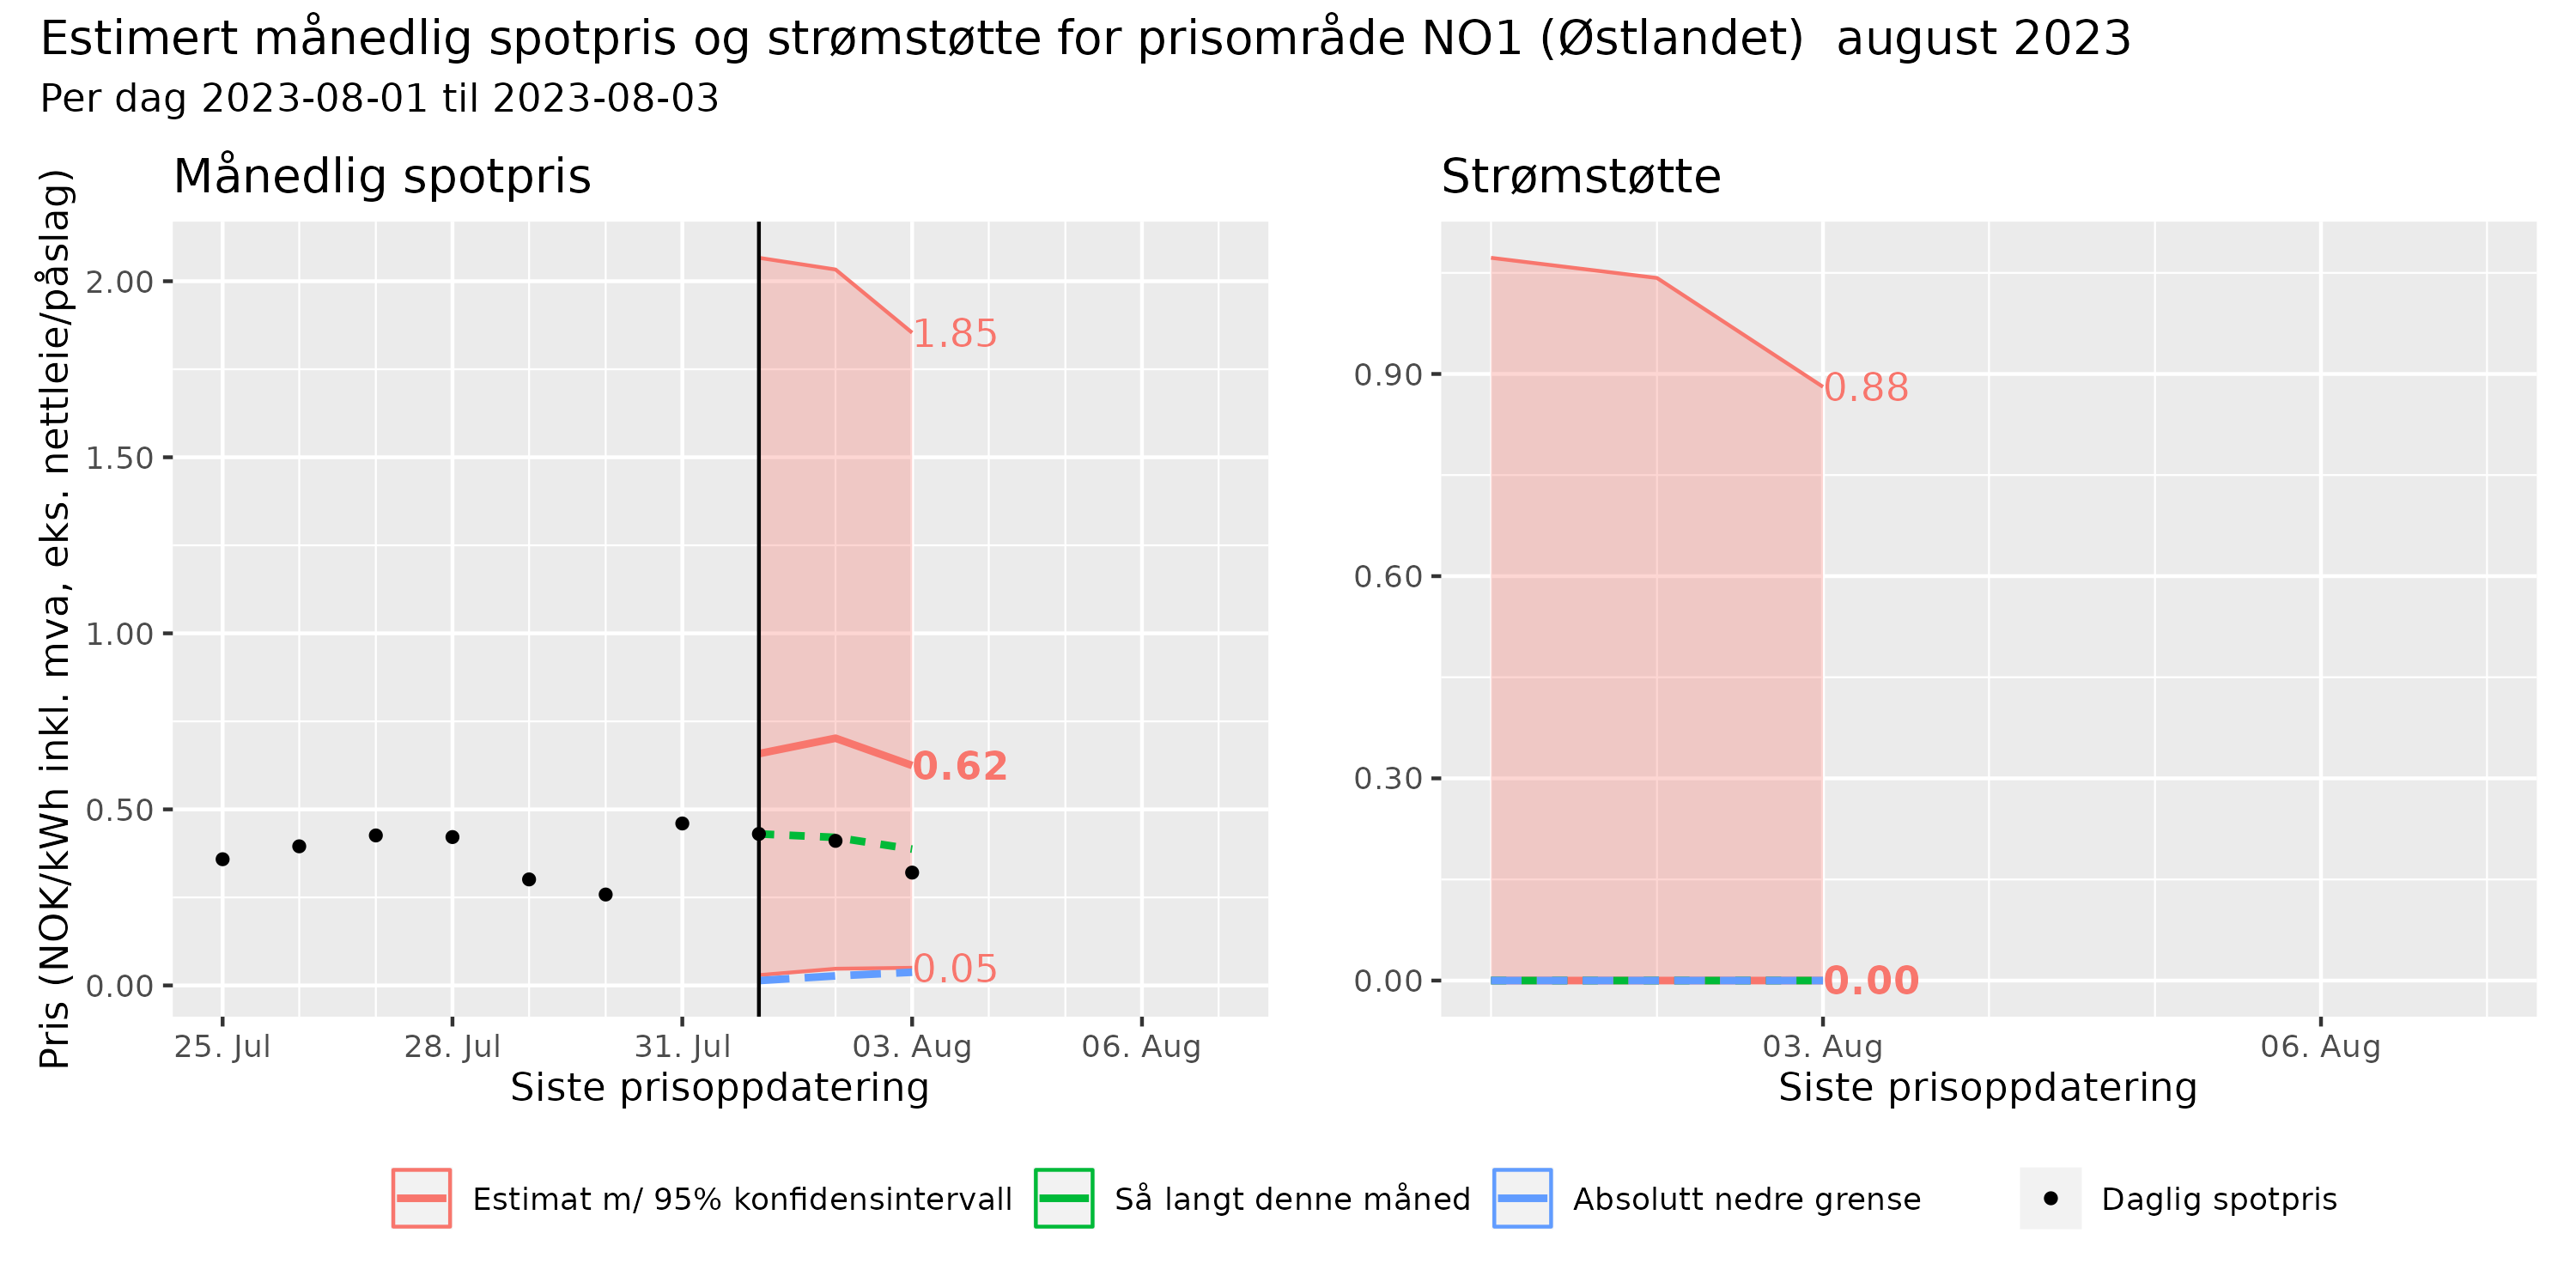 Estimert månedlig spotpris og strømstøtte for prisområde NO1 (Østlandet)  august 2023
Per dag 2023-08-01 til 2023-08-03
Månedlig spotpris
Pris (NOK/kWh inkl. mva, eks. nettleie/påslag)
2.00
1.50
1.00
0.50
0.00
1.85
0.62
0.05
25. Jul
28. Jul
31. Jul
03. Aug
06. Aug
Siste prisoppdatering
Strømstøtte
0.90
0.60
0.30
0.00
0.88
0.00
03. Aug
06. Aug
Siste prisoppdatering
Estimat m/ 95% konfidensintervall
Så langt denne måned
Absolutt nedre grense
Daglig spotpris